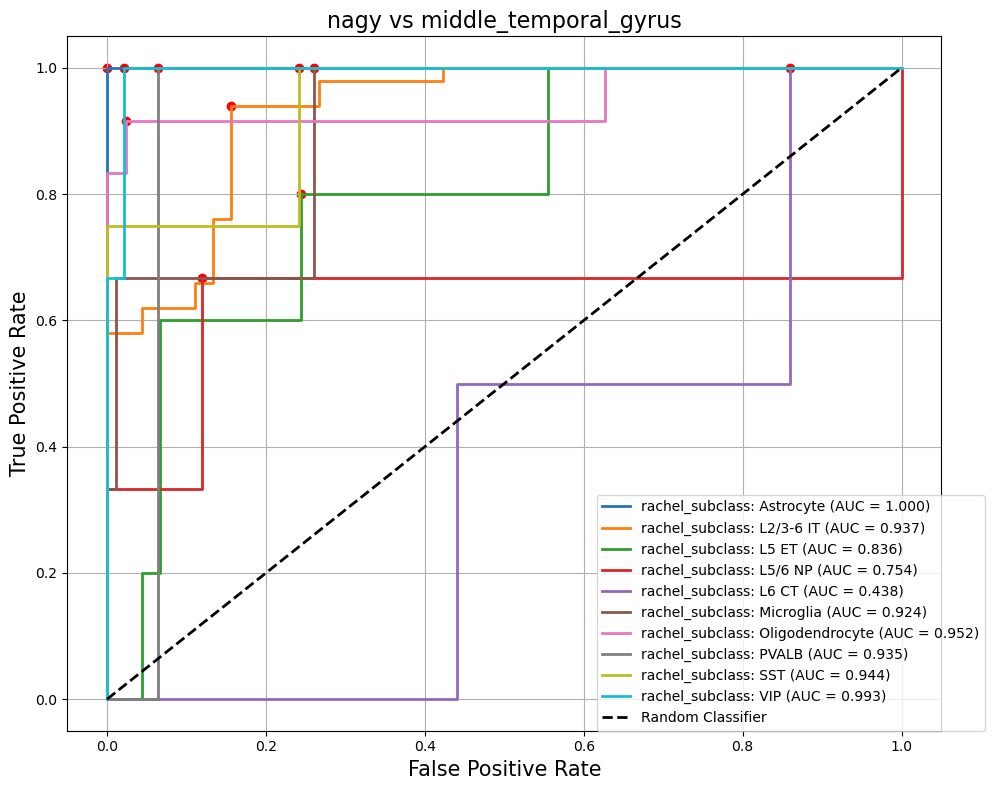 nagy vs middle_temporal_gyrus
True Positive Rate
1.0
0.8
0.6
0.4
0.2
0.0
rachel_subclass: Astrocyte (AUC = 1.000)
rachel_subclass: L2/3-6 IT (AUC = 0.937)
rachel_subclass: L5 ET (AUC = 0.836)
rachel_subclass: L5/6 NP (AUC = 0.754)
rachel_subclass: L6 CT (AUC = 0.438)
rachel_subclass: Microglia (AUC = 0.924)
rachel_subclass: Oligodendrocyte (AUC = 0.952)
rachel_subclass: PVALB (AUC = 0.935)
rachel_subclass: SST (AUC = 0.944)
rachel_subclass: VIP (AUC = 0.993)
Random Classifier
0.0 0.2 0.4 0.6 0.8 1.0
False Positive Rate